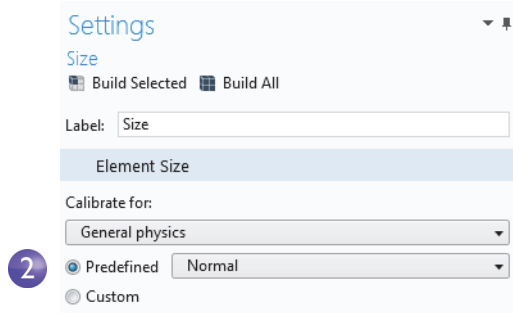 Settings
Size
Build Selected Build All
Label: Size
Element Size
Calibrate for:
General physics
2 Predefined Normal
Custom